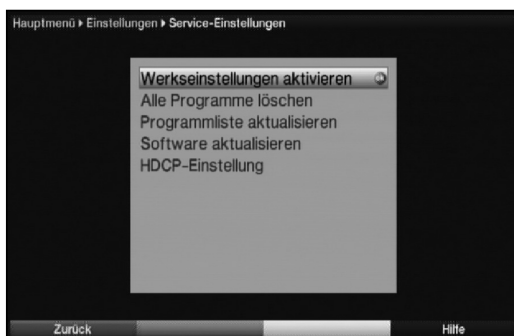 Hauptmenü ▸ Einstellungen ▸ Service-Einstellungen
Werkseinstellungen aktivieren
Alle Programme löschen
Programmliste aktualisieren
Software aktualisieren
HDCP-Einstellung
Zurück Hilfe